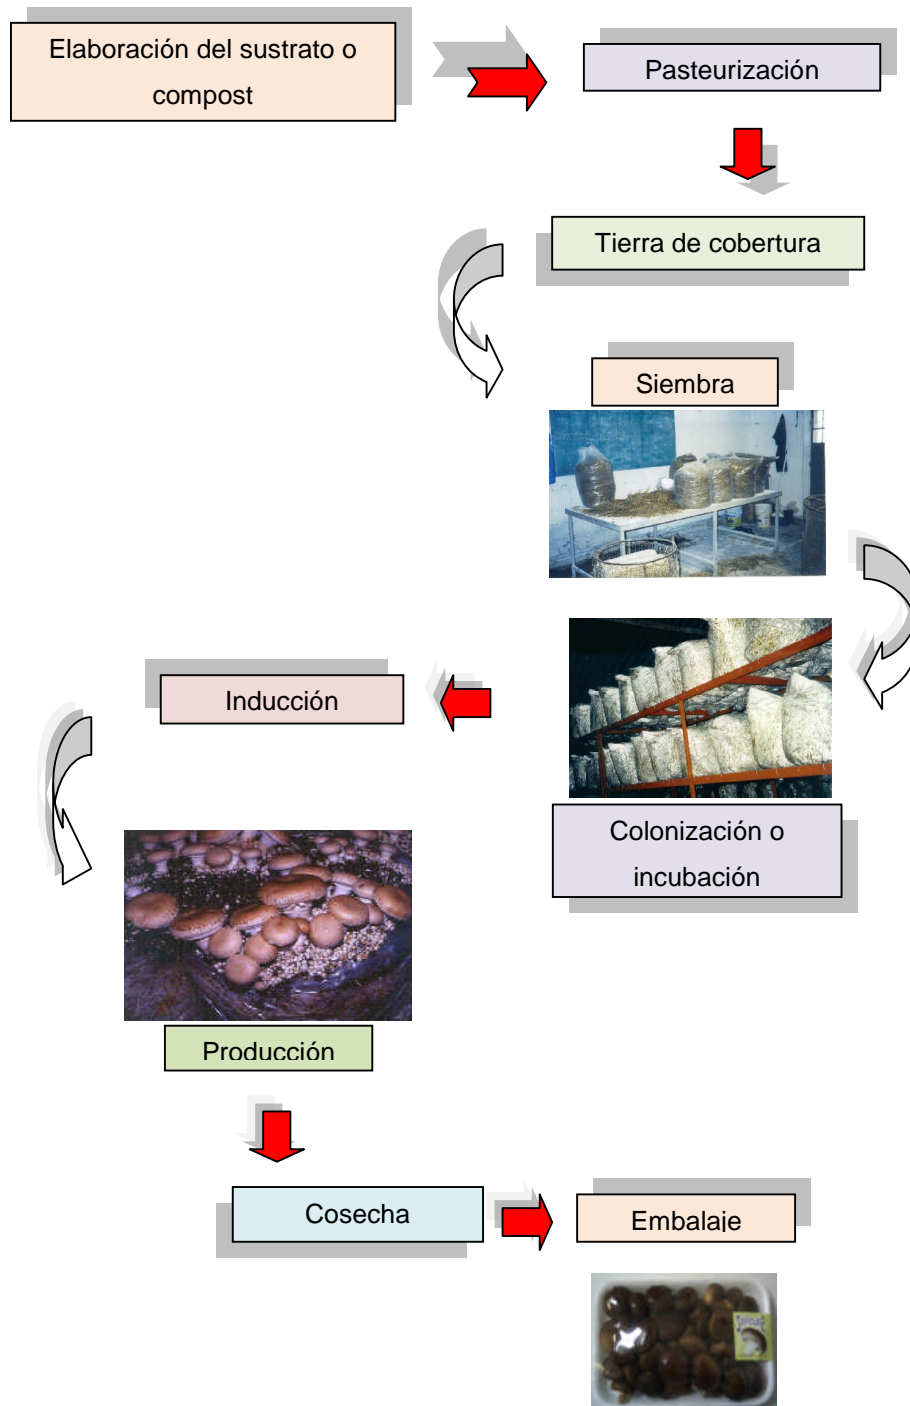 Elaboración del sustrato o
compost
Pasteurización
Tierra de cobertura
Siembra
Inducción
Colonización o
incubación
Producción
Cosecha
Embalaje